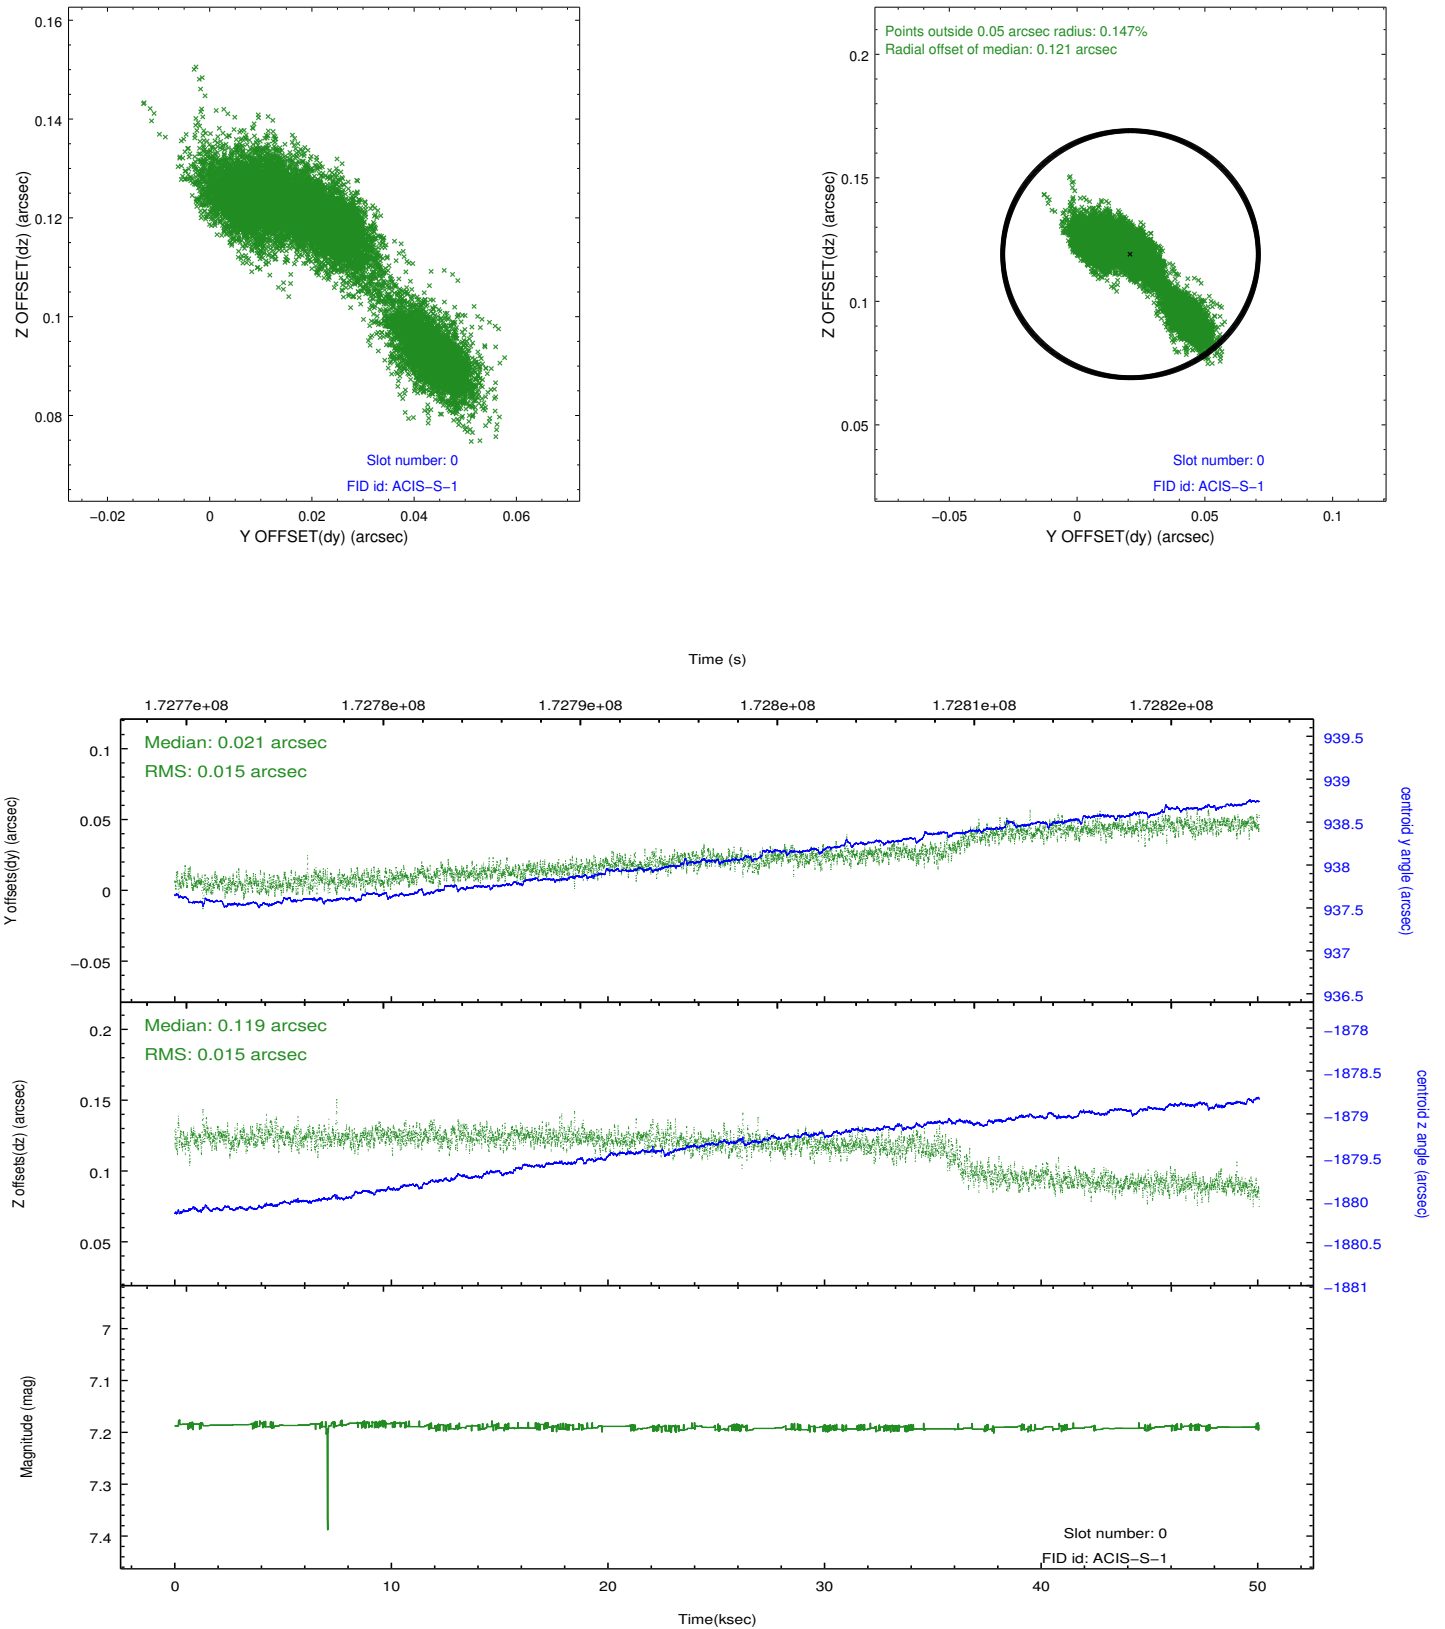 0.16
0.14
0.12
0.1
0.08
Z OFFSET(dz) (arcsec)
Slot number: 0
FID id: ACIS−S−1
−0.02 0 0.02 0.04 0.06
Y OFFSET(dy) (arcsec)
Points outside 0.05 arcsec radius: 0.147%
Radial offset of median: 0.121 arcsec
0.2
0.15
0.1
0.05
Z OFFSET(dz) (arcsec)
Slot number: 0
FID id: ACIS−S−1
−0.05 0 0.05 0.1
Y OFFSET(dy) (arcsec)
Time (s)
1.7277e+08 1.7278e+08 1.7279e+08 1.728e+08 1.7281e+08 1.7282e+08
Median: 0.021 arcsec
RMS: 0.015 arcsec
0.1
0.05
0
−0.05
Y offsets(dy) (arcsec)
939.5
939
938.5
938
937.5
937
936.5
centroid y angle (arcsec)
Median: 0.119 arcsec
RMS: 0.015 arcsec
0.2
0.15
0.1
0.05
Z offsets(dz) (arcsec)
−1878
−1878.5
−1879
−1879.5
−1880
−1880.5
−1881
centroid z angle (arcsec)
7
7.1
7.2
7.3
7.4
Magnitude (mag)
Slot number: 0
FID id: ACIS−S−1
0 10 20 30 40 50
Time(ksec)